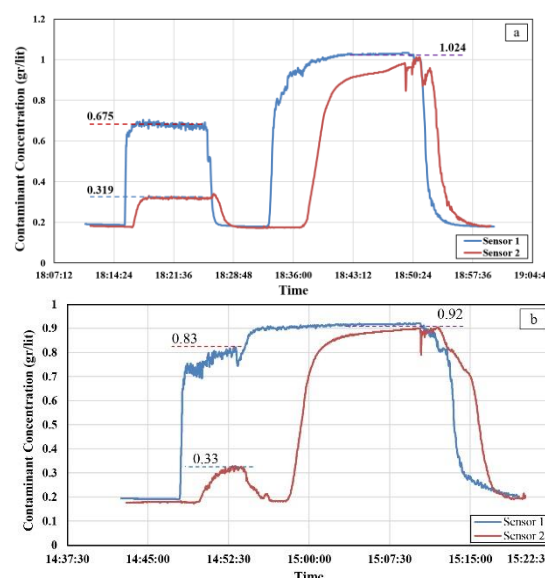 a
1.2
1
0.8
0.6
0.4
0.2
0
Contaminant Concentration (gr/lit)
0.675
0.319
1.024
Sensor 1
Sensor 2
18:07:12 18:14:24 18:21:36 18:28:48 18:36:00 18:43:12 18:50:24 18:57:36 19:04:4
Time
b
1
0.9
0.8
0.7
0.6
0.5
0.4
0.3
0.2
0.1
0
Contaminant Concentration (gr/lit)
0.83
0.33
0.92
Sensor 1
Sensor 2
14:37:30 14:45:00 14:52:30 15:00:00 15:07:30 15:15:00 15:22:3
Time